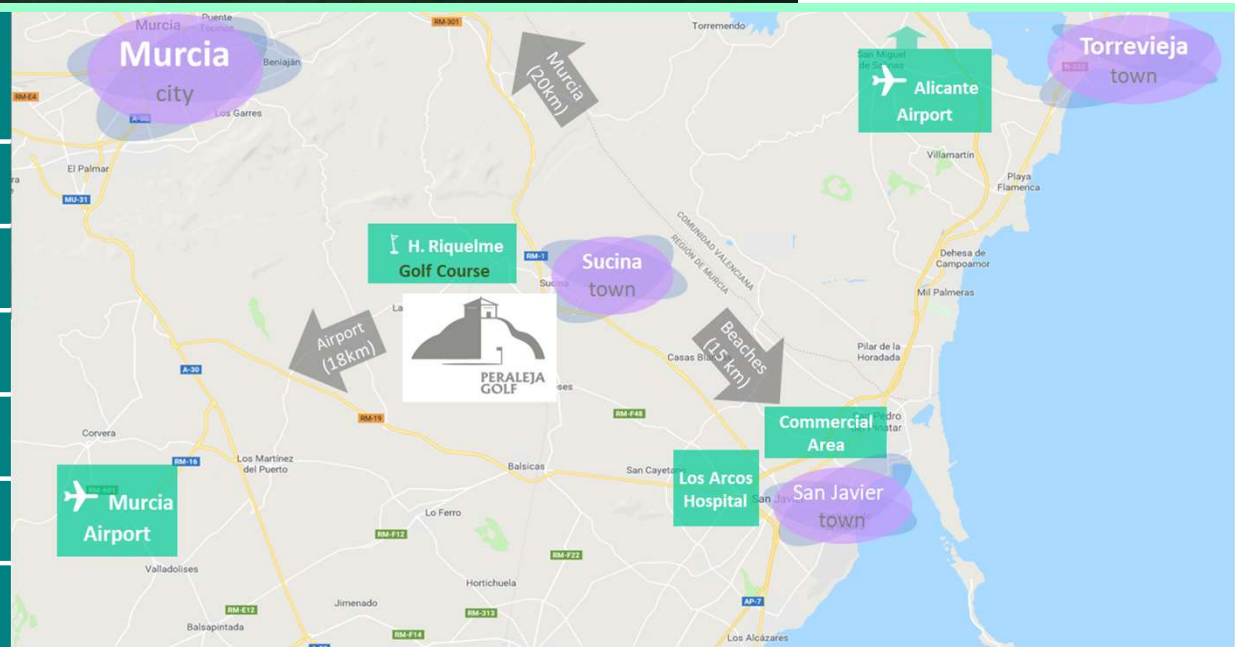 Murcia
Puente
Tocinos
RM-301
Torremendo
Murcia
city
Beniaján
Murcia
(20km)
San Miguel
de Salinas
Alicante
Airport
Torrevieja
town
N-332
RM-E4
Los Garres
El Palmar
MU-31
Villamartín
Playa
Flamenca
COMUNIDAD VALENCIANA
REGIÓN DE MURCIA
H. Riquelme
Golf Course
RM-1
Sucina
Sucina
town
Dehesa de
Campoamor
Mil Palmeras
La
Airport
(18km)
PERALEJA
GOLF
Beaches
(15 km)
Casas Bla
Pilar de la
Horadada
A-30
RM-19
RM-F48
Commercial
Area
Pedro
Pinatar
Corvera
RM-16
Los Martínez
del Puerto
Balsicas
San Cayetano
Los Arcos
Hospital
San Javier
town
Murcia
Airport
Lo Ferro
RM-F12
RM-F22
Valladolises
Hortichuela
Jimenado
RM-E12
RM-313
AP-7
Balsapintada
RM-F14
Los Alcázares